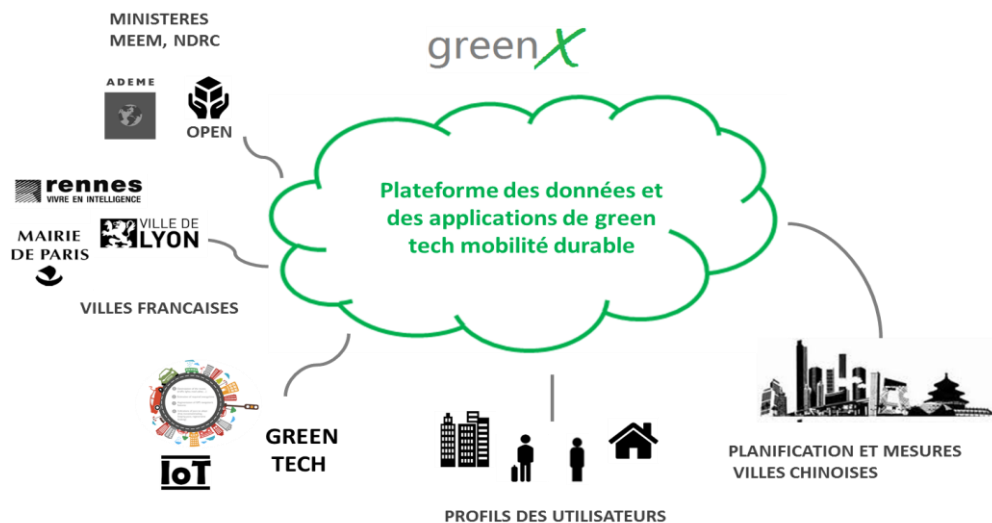 MINISTERES
MEEM, NDRC
greenX
ADEME
OPEN
rennes
VIVRE EN INTELLIGENCE
VILLE DE
LYON
MAIRIE
DE PARIS
VILLES FRANCAISES
Plateforme des données et
des applications de green
tech mobilité durable
IoT
GREEN
TECH
PROFILS DES UTILISATEURS
PLANIFICATION ET MESURES
VILLES CHINOISES